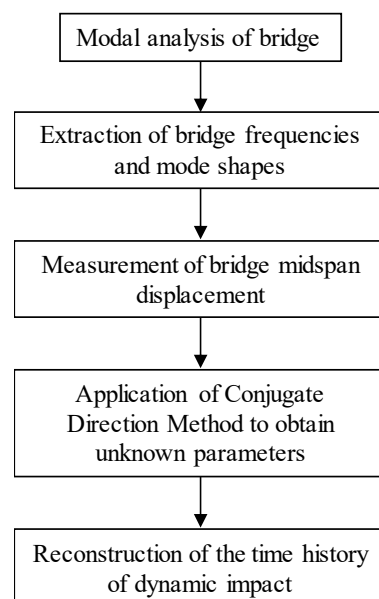 Modal analysis of bridge
Extraction of bridge frequencies
and mode shapes
Measurement of bridge midspan
displacement
Application of Conjugate
Direction Method to obtain
unknown parameters
Reconstruction of the time history
of dynamic impact